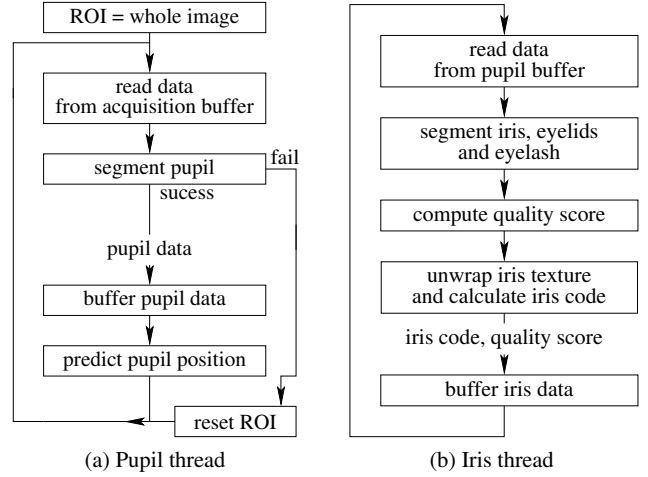 ROI = whole image
read data
from acquisition buffer
segment pupil
fail
sucess
pupil data
buffer pupil data
predict pupil position
reset ROI
(a) Pupil thread
read data
from pupil buffer
segment iris, eyelids
and eyelash
compute quality score
unwrap iris texture
and calculate iris code
iris code, quality score
buffer iris data
(b) Iris thread